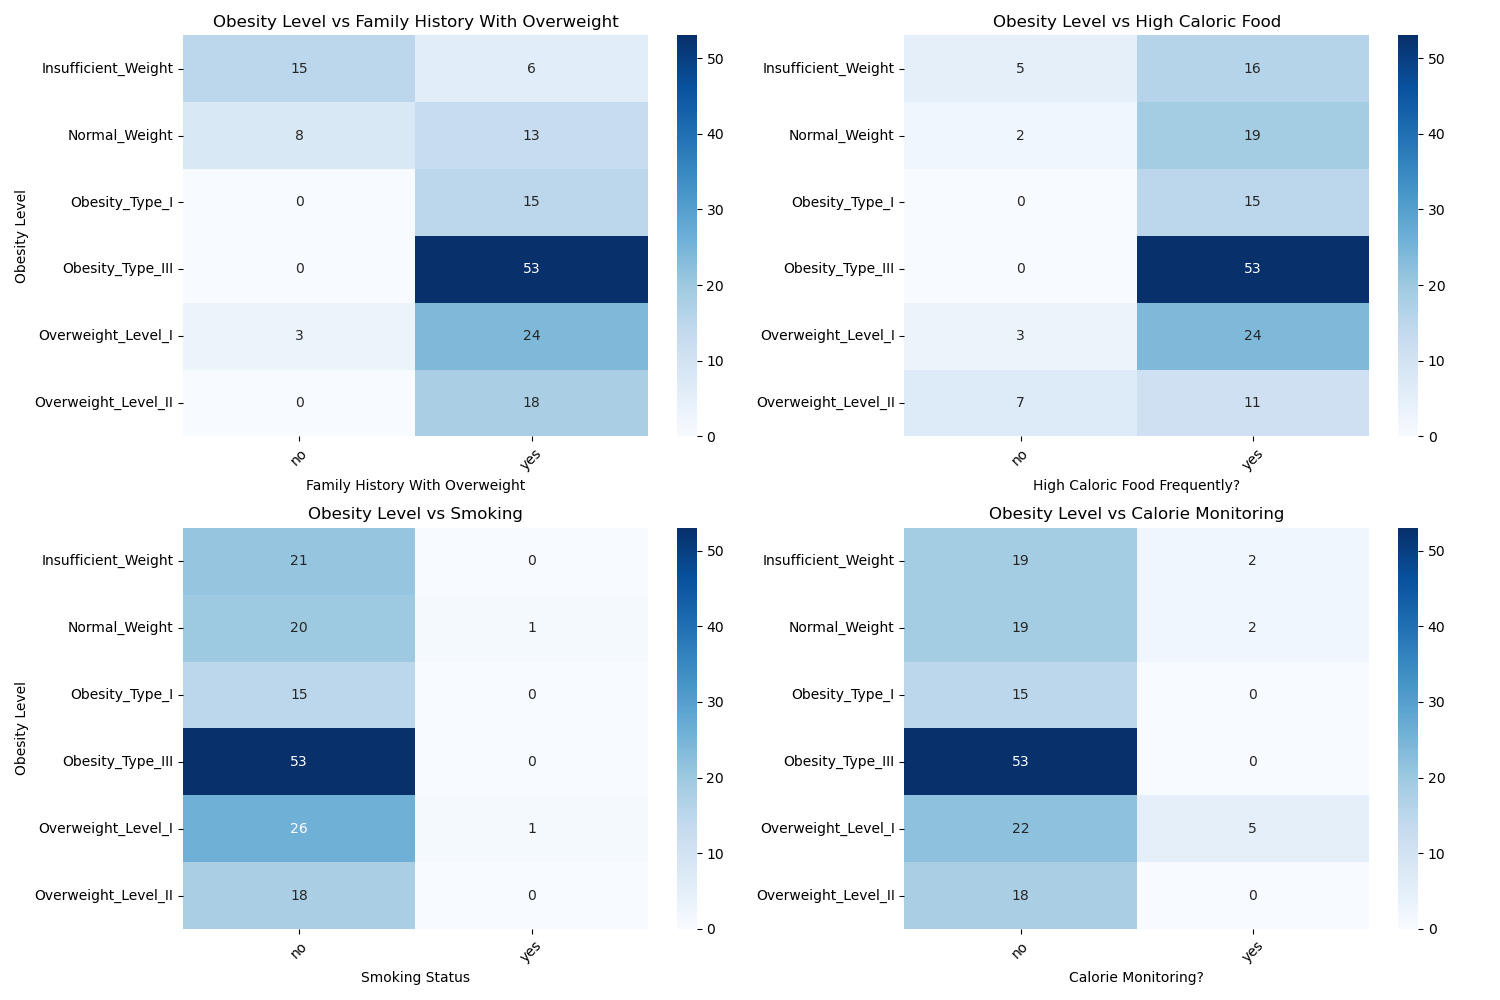 Obesity Level vs Family History With Overweight
Obesity Level
Insufficient_Weight 15 6
Normal_Weight 8 13
Obesity_Type_I 0 15
Obesity_Type_III 0 53
Overweight_Level_I 3 24
Overweight_Level_II 0 18
no yes
Family History With Overweight
50
40
30
20
10
0
Obesity Level vs High Caloric Food
Insufficient_Weight 5 16
Normal_Weight 2 19
Obesity_Type_I 0 15
Obesity_Type_III 0 53
Overweight_Level_I 3 24
Overweight_Level_II 7 11
no yes
High Caloric Food Frequently?
50
40
30
20
10
0
Obesity Level vs Smoking
Obesity Level
Insufficient_Weight 21 0
Normal_Weight 20 1
Obesity_Type_I 15 0
Obesity_Type_III 53 0
Overweight_Level_I 26 1
Overweight_Level_II 18 0
no yes
Smoking Status
50
40
30
20
10
0
Obesity Level vs Calorie Monitoring
Insufficient_Weight 19 2
Normal_Weight 19 2
Obesity_Type_I 15 0
Obesity_Type_III 53 0
Overweight_Level_I 22 5
Overweight_Level_II 18 0
no yes
Calorie Monitoring?
50
40
30
20
10
0